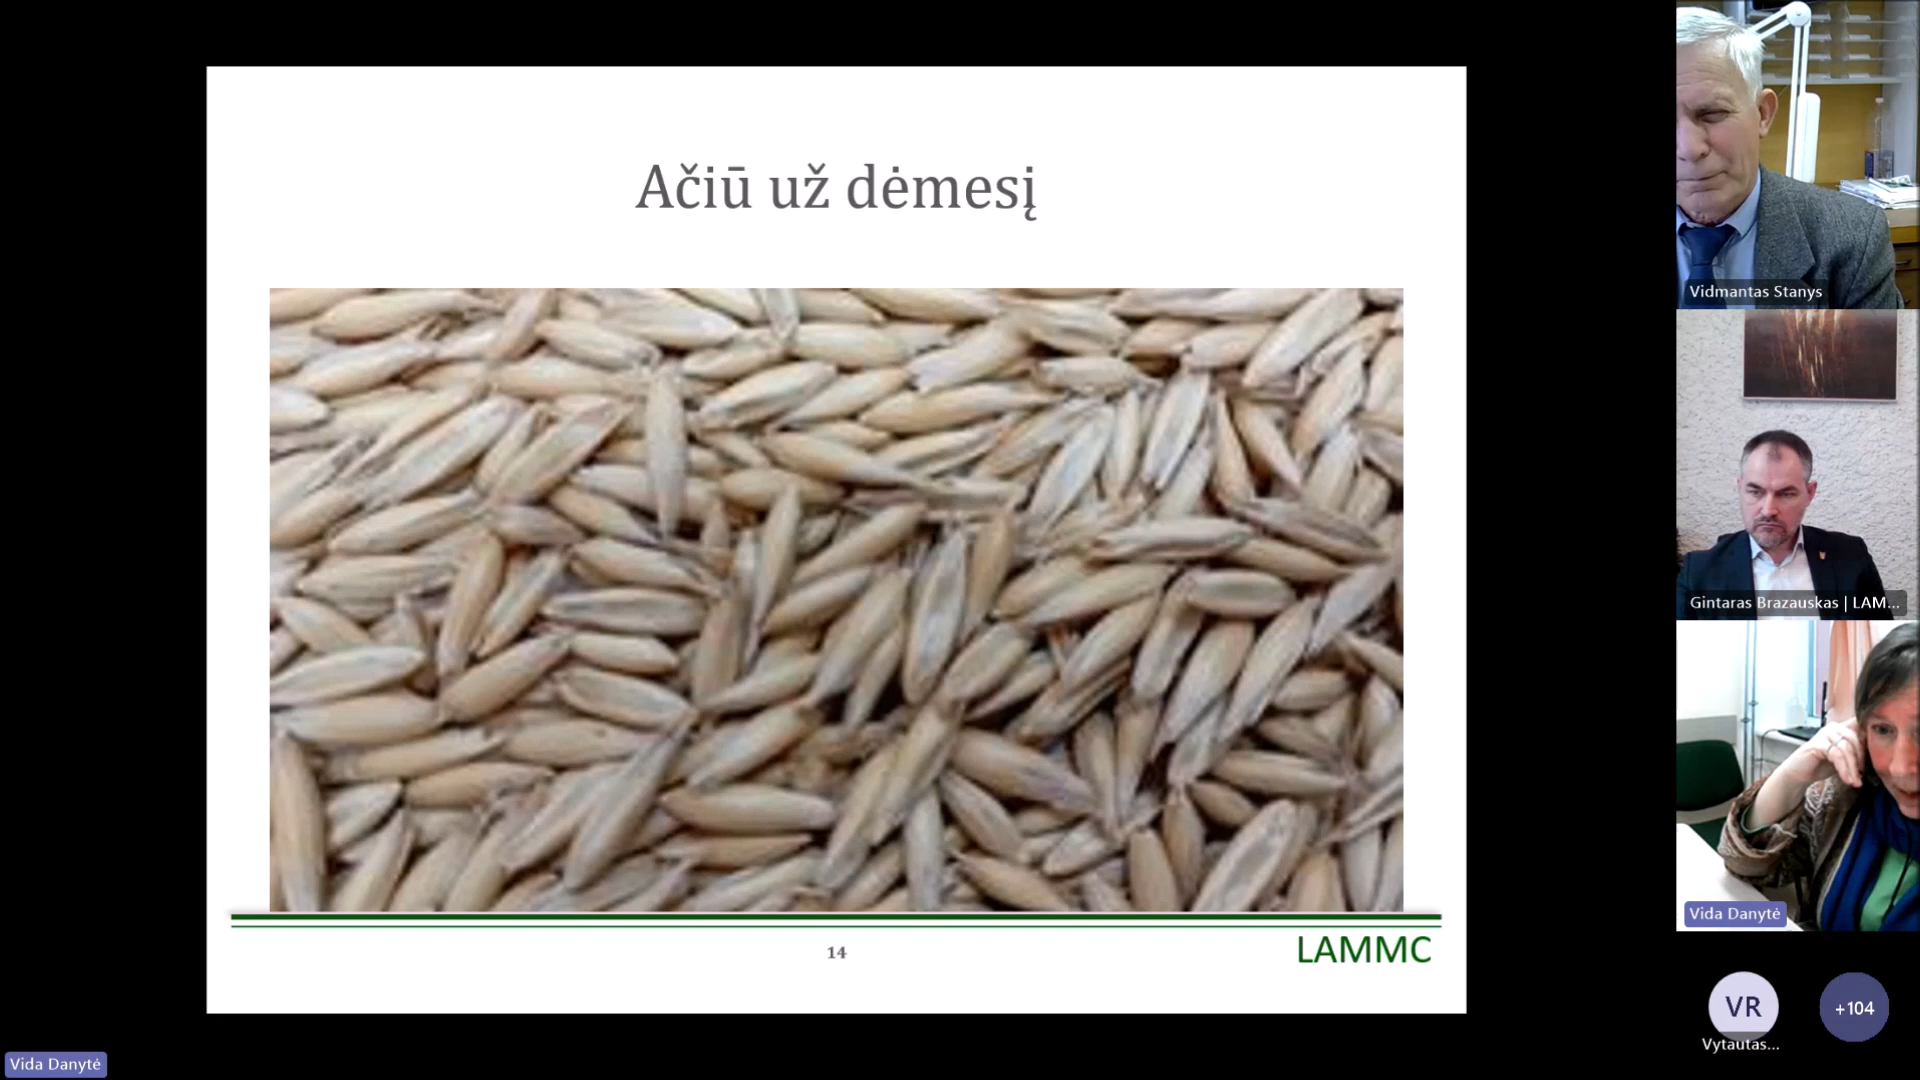 Ačiū už dėmesį
14
LAMMC
Vidmantas Stanys
Gintaras Brazauskas | LAM...
Vida Danytė
VR
+104
Vytautas...
Vida Danytė